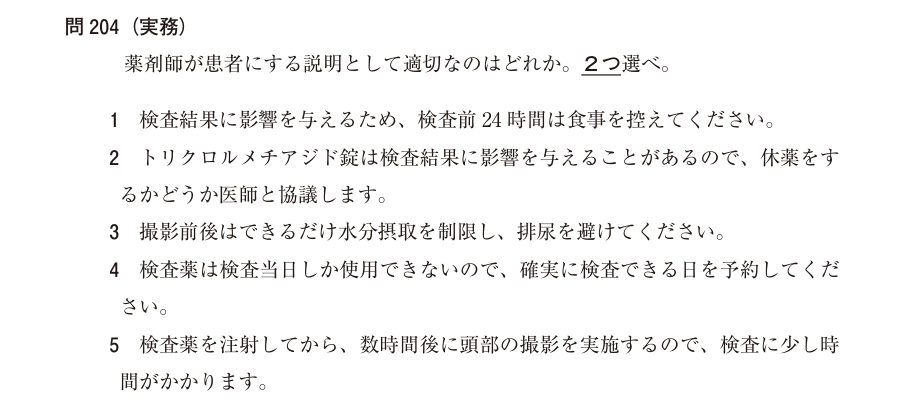 問 204（実務）
薬剤師が患者にする説明として適切なのはどれか。２つ選べ。
1 検査結果に影響を与えるため、検査前 24 時間は食事を控えてください。
2 トリクロルメチアジド錠は検査結果に影響を与えることがあるので、休薬をす
るかどうか医師と協議します。
3 撮影前後はできるだけ水分摂取を制限し、排尿を避けてください。
4 検査薬は検査当日しか使用できないので、確実に検査できる日を予約してくだ
さい。
5 検査薬を注射してから、数時間後に頭部の撮影を実施するので、検査に少し時
間がかかります。